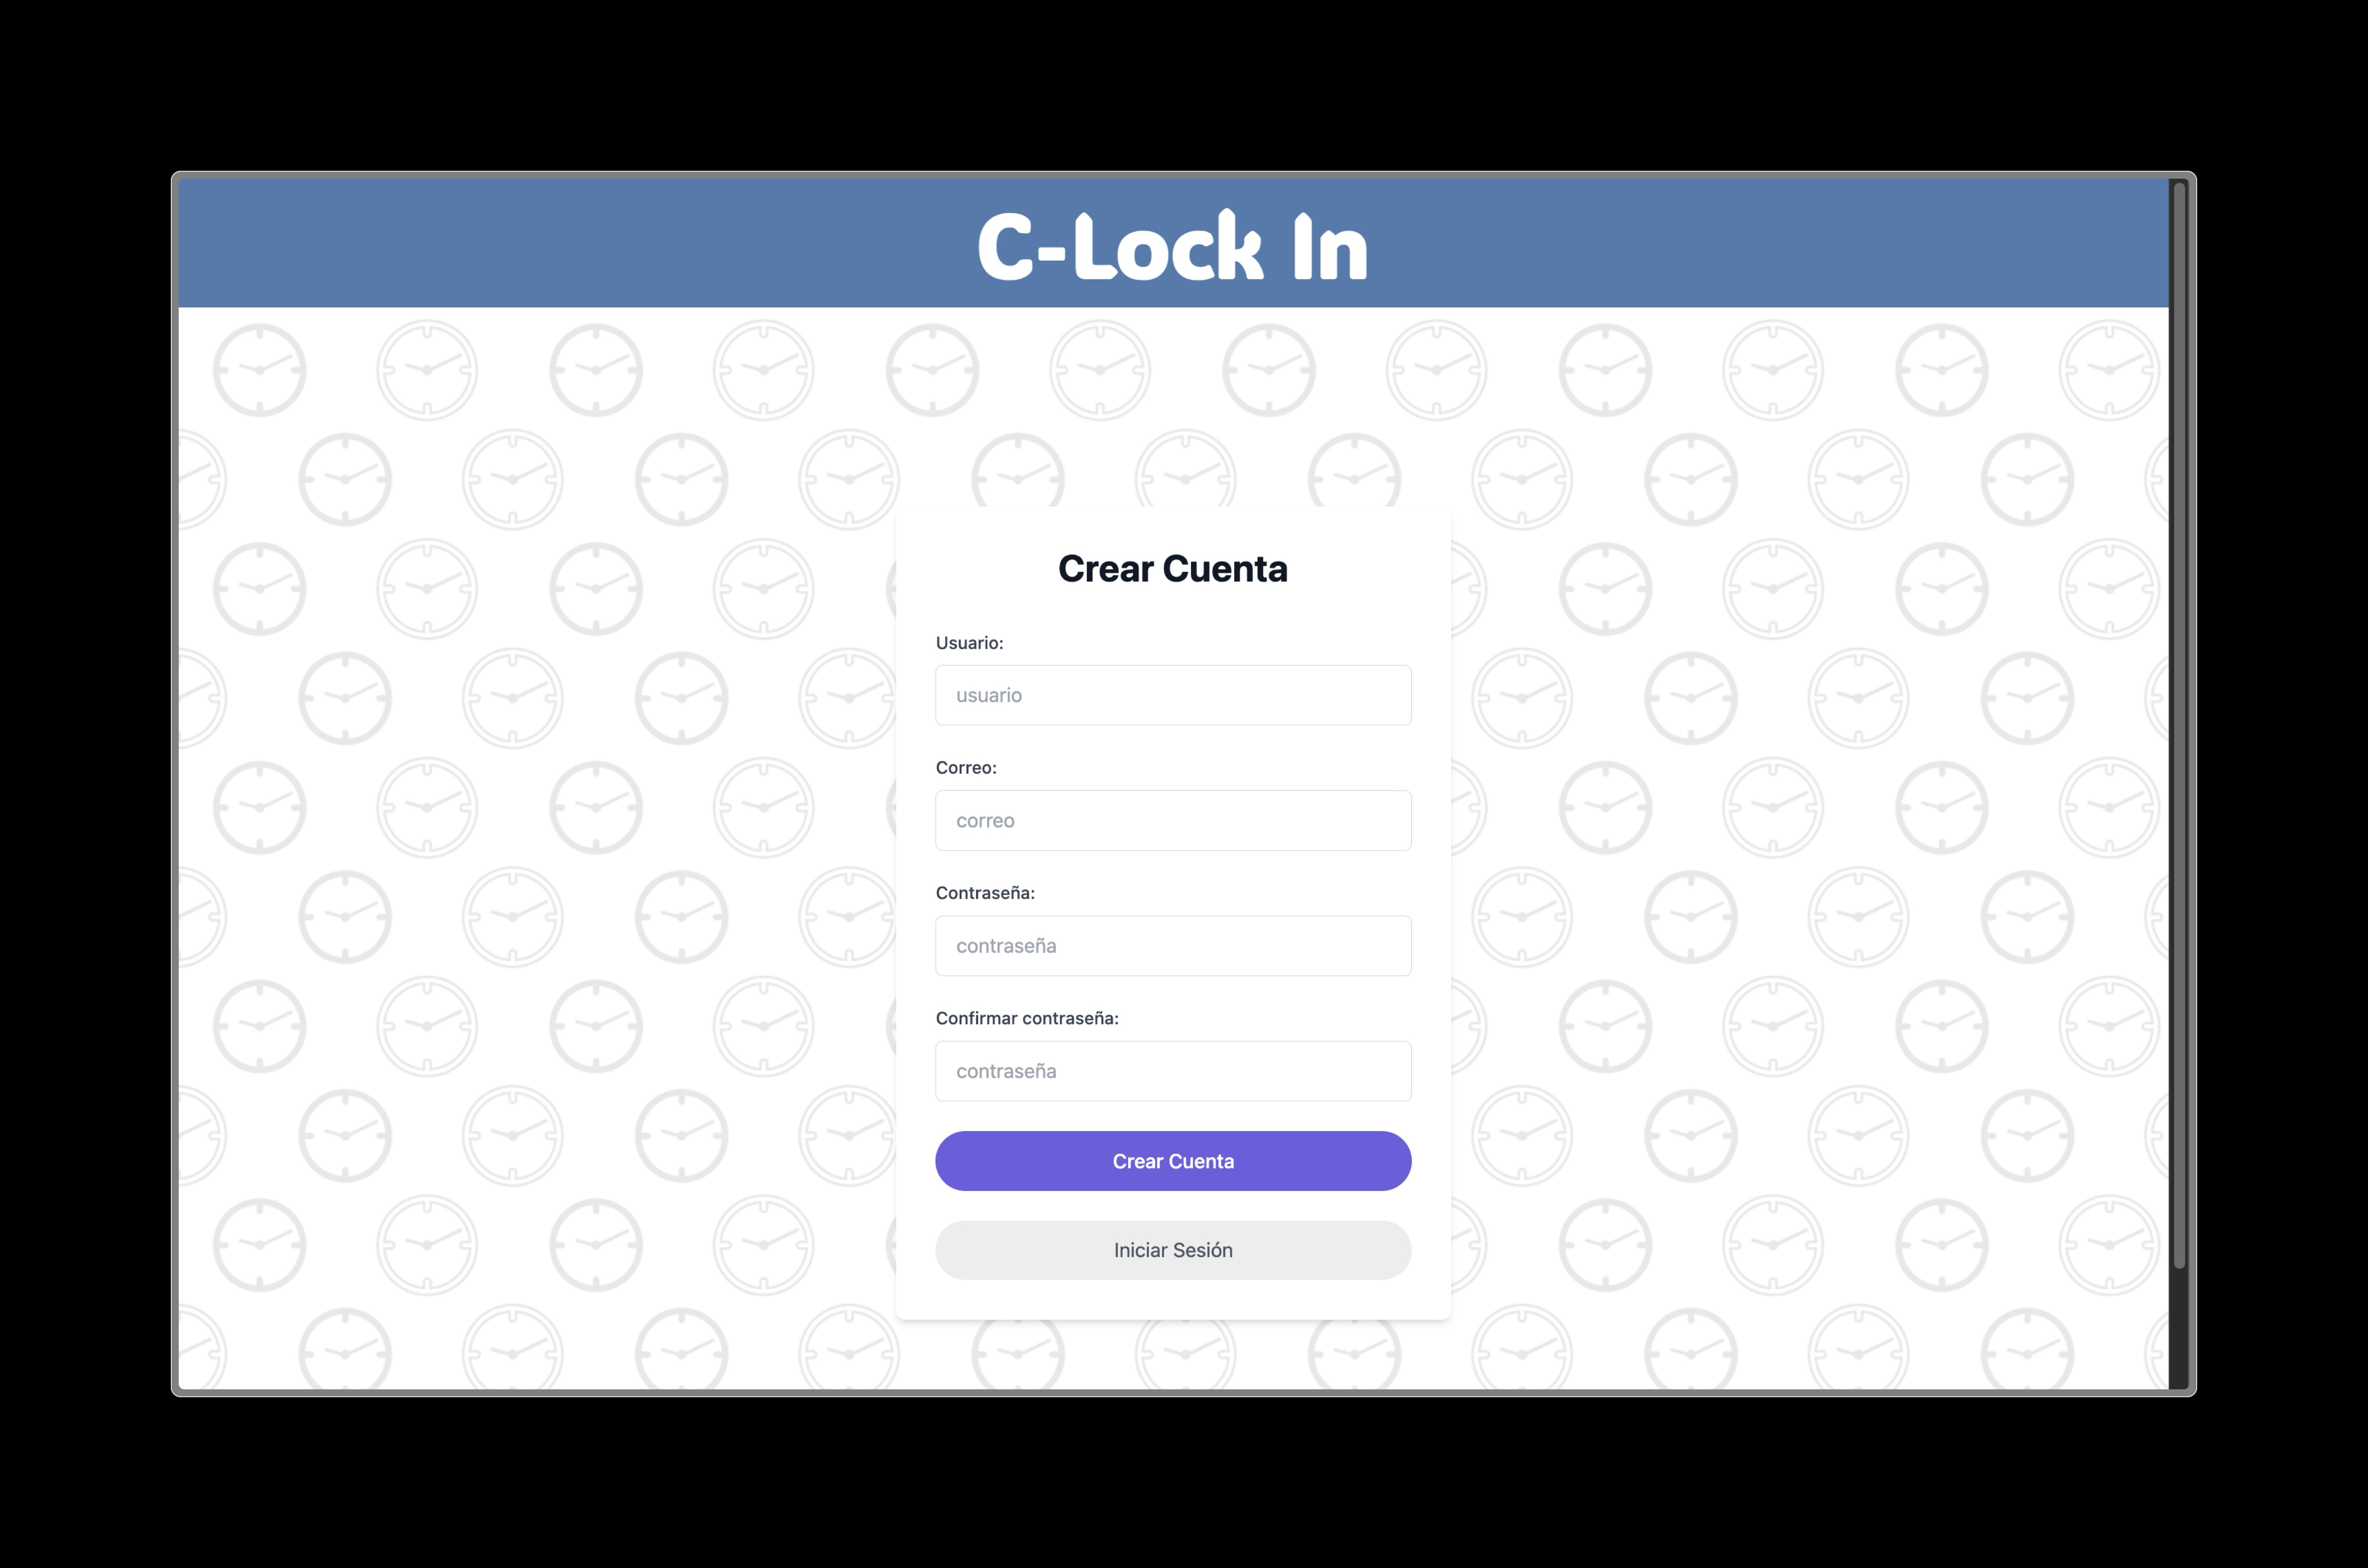 C-Lock In
Crear Cuenta
Usuario:
usuario
Correo:
correo
Contraseña:
contraseña
Confirmar contraseña:
contraseña
Crear Cuenta
Iniciar Sesión